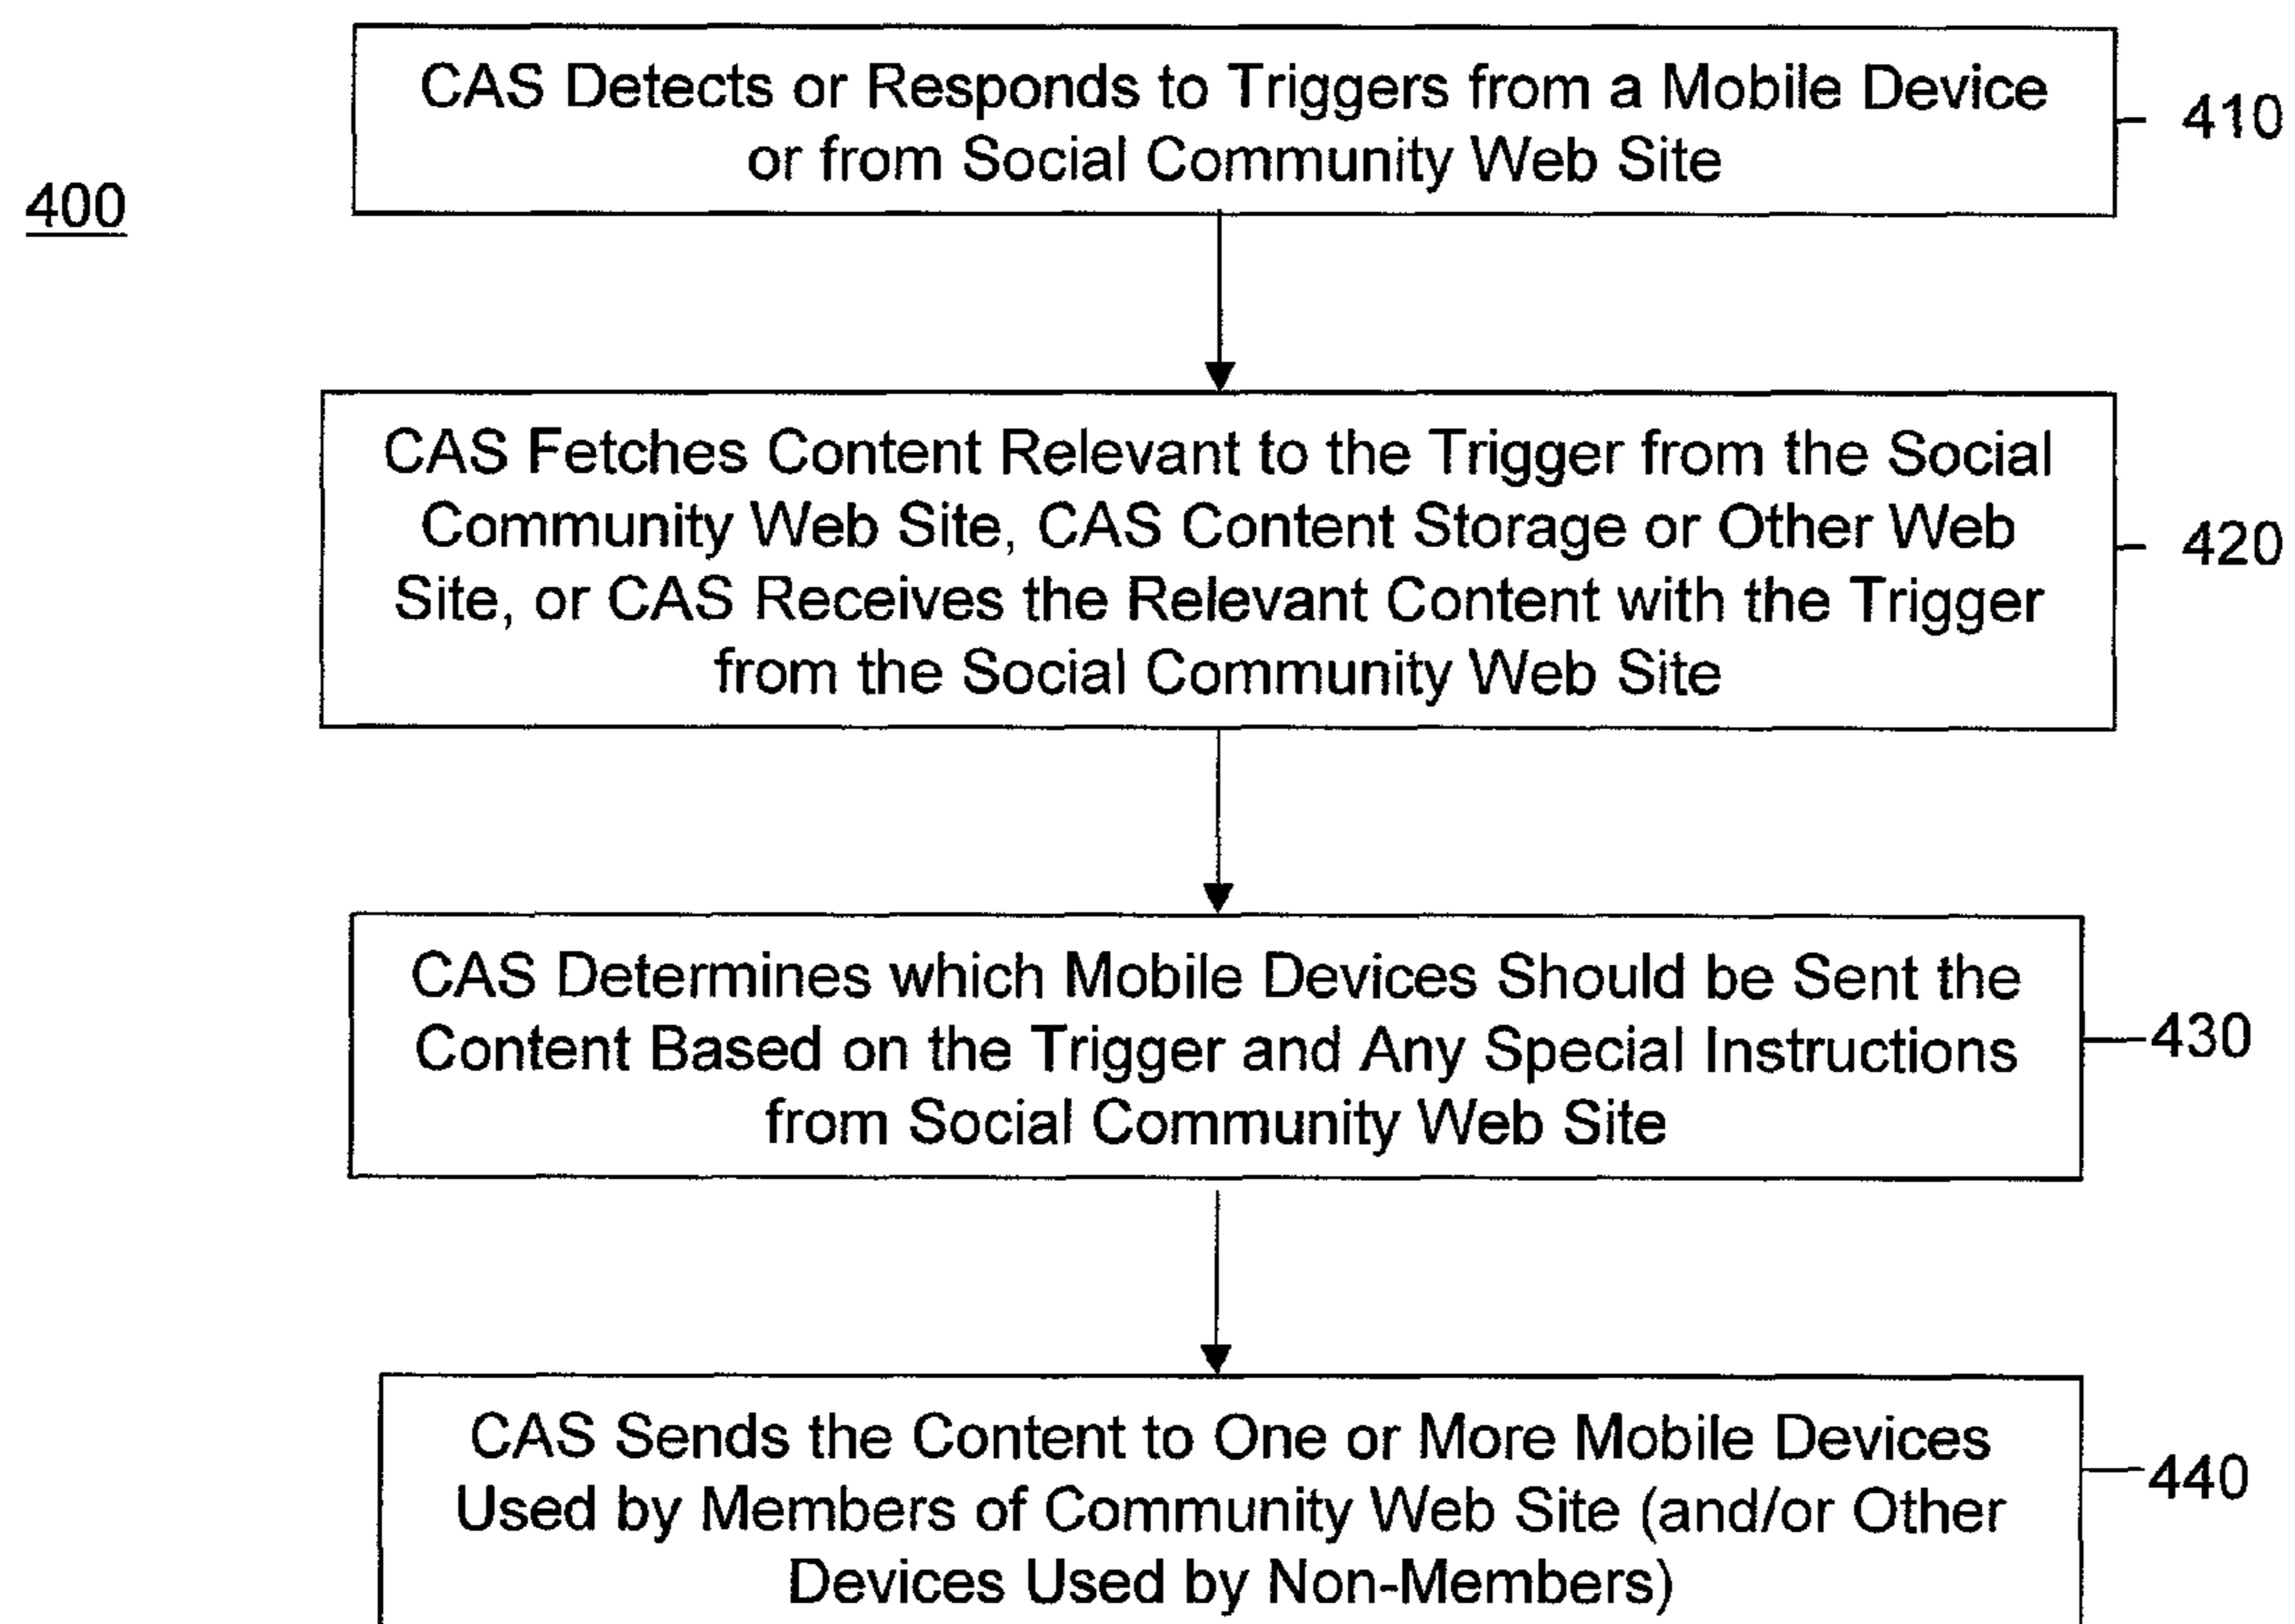 CAS Detects or Responds to Triggers from a Mobile Device
or from Social Community Web Site
410
400
CAS Fetches Content Relevant to the Trigger from the Social
Community Web Site, CAS Content Storage or Other Web
Site, or CAS Receives the Relevant Content with the Trigger
from the Social Community Web Site
420
CAS Determines which Mobile Devices Should be Sent the
Content Based on the Trigger and Any Special Instructions
from Social Community Web Site
430
CAS Sends the Content to One or More Mobile Devices
Used by Members of Community Web Site (and/or Other
Devices Used by Non-Members)
440